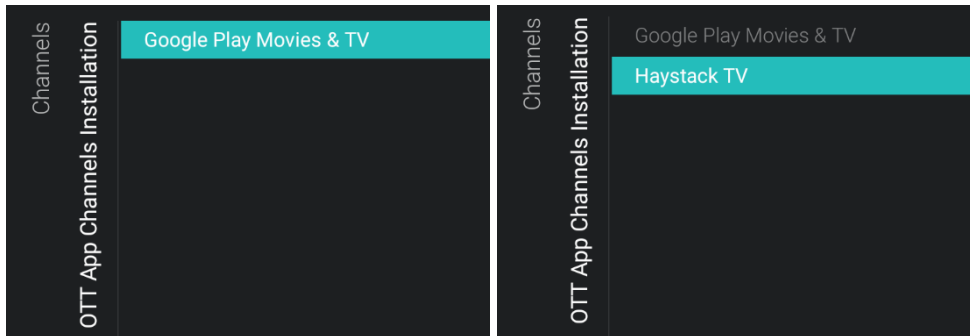 Channels
OTT App Channels Installation
Google Play Movies & TV
Channels
OTT App Channels Installation
Google Play Movies & TV
Haystack TV